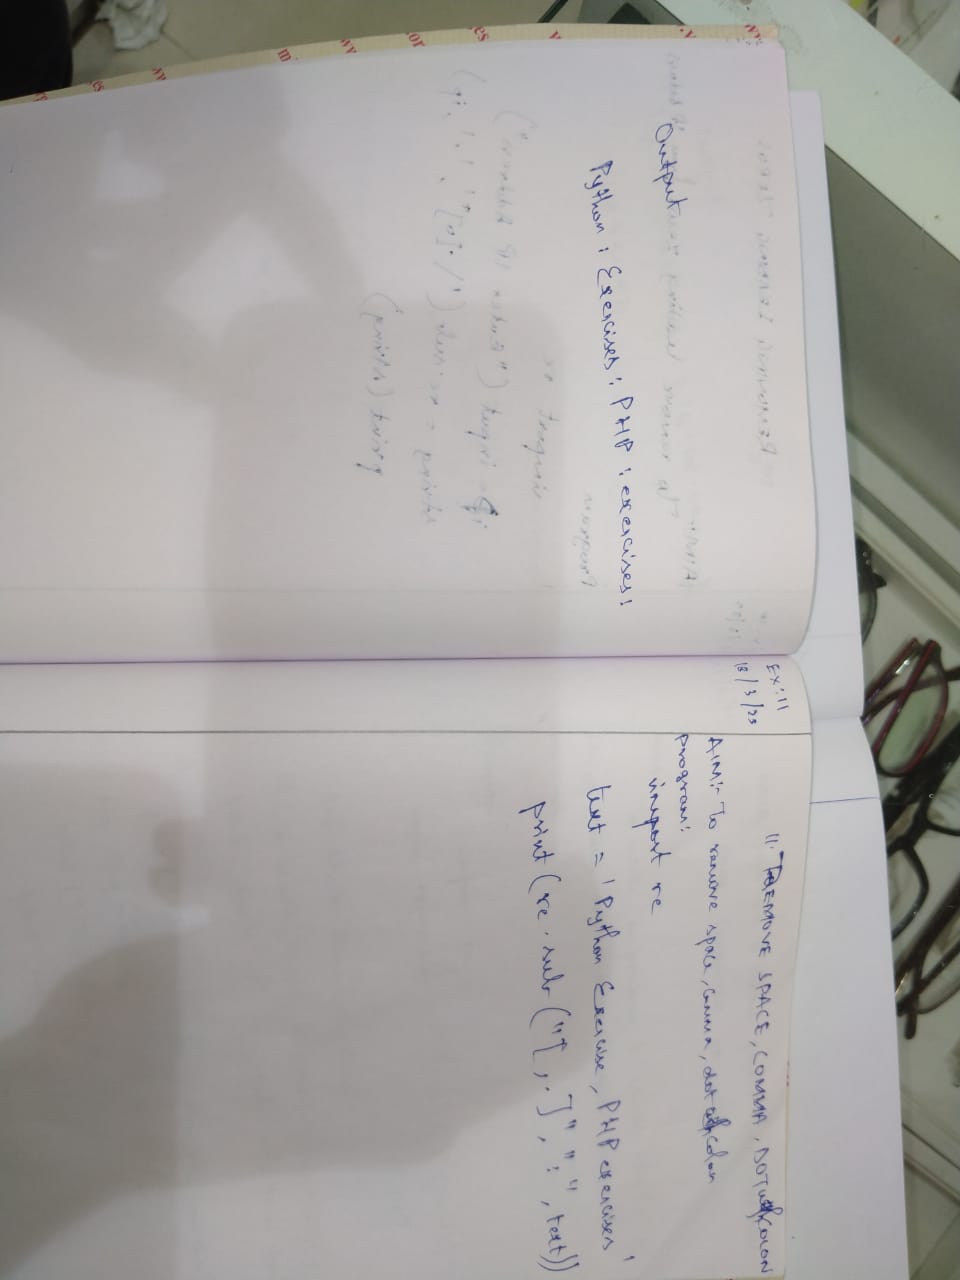 Output
Python : Exercises : PHP : exercises :
EX:11
18/3/23
11. REMOVE SPACE, COMMA, DOT with COLON
AIM:- To remove space, comma, dot with colon
program:
import re
text = 'Python Exercise, PHP exercises'
print (re.sub ("[ , . ]", ":", text))